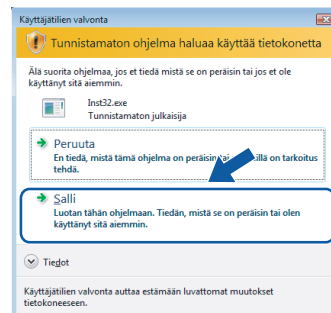 Käyttäjätilien valvonta
Tunnistamaton ohjelma haluaa käyttää tietokonetta
Älä suorita ohjelmaa, jos et tiedä mistä se on peräisin tai jos et ole
käyttänyt sitä aiemmin.
Inst32.exe
Tunnistamaton julkaisija
Peruuta
En tiedä, mistä tämä ohjelma on peräisin tai on tarkoitus
tehdä.
Salli
Luotan tähän ohjelmaan. Tiedän, mistä se on peräisin tai olen
käyttänyt sitä aiemmin.
Tiedot
Käyttäjätilien valvonta auttaa estämään luvattomat muutokset
tietokoneeseen.